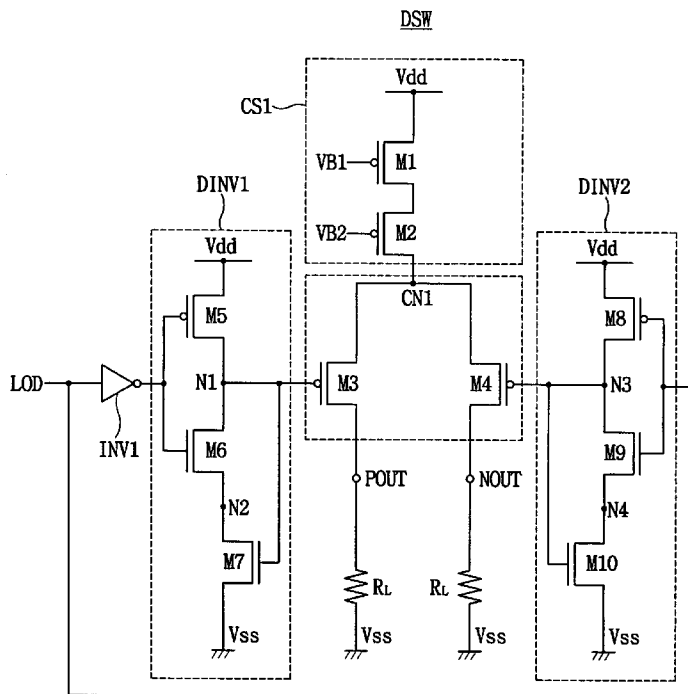 DSW
CS1
Vdd
VB1
M1
VB2
M2
CN1
DINV1
Vdd
M5
LOD
INV1
N1
M6
N2
M7
Vss
M3
M4
POUT
NOUT
RL
RL
Vss
Vss
DINV2
Vdd
M8
N3
M9
N4
M10
Vss